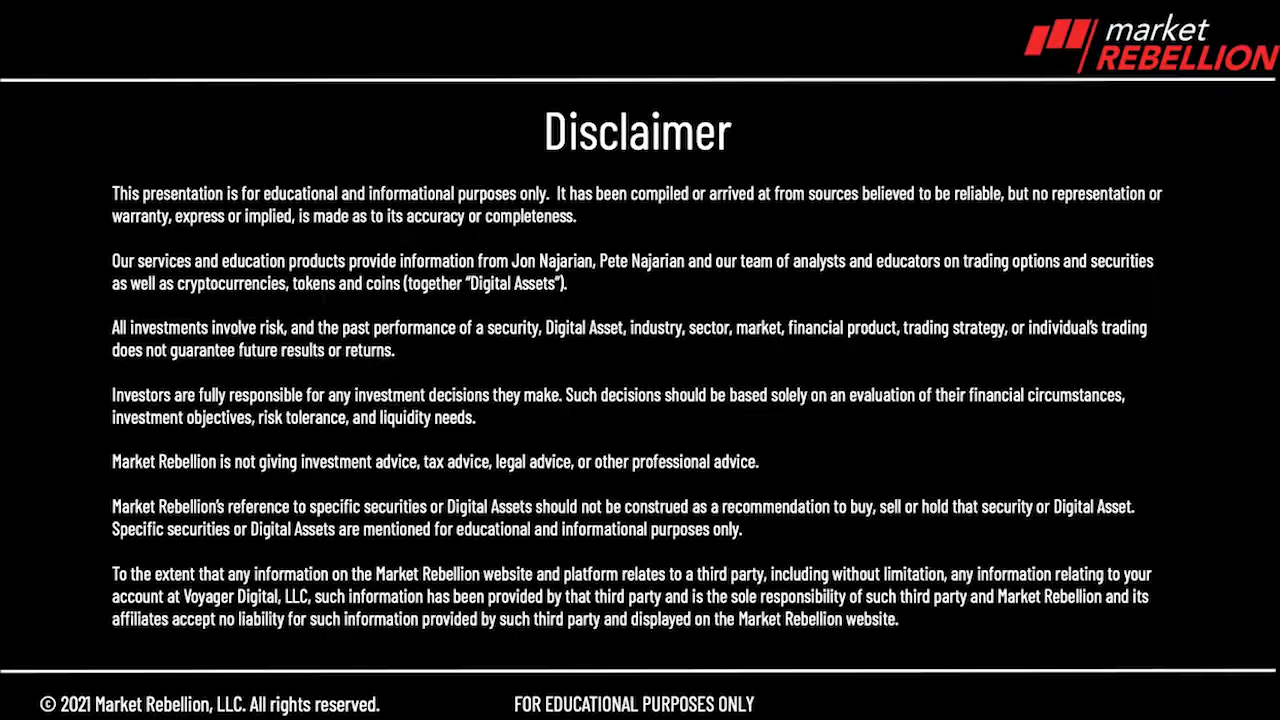 market
REBELLION
Disclaimer
This presentation is for educational and informational purposes only.  It has been compiled or arrived at from sources believed to be reliable, but no representation or
warranty, express or implied, is made as to its accuracy or completeness.
Our services and education products provide information from Jon Najarian, Pete Najarian and our team of analysts and educators on trading options and securities
as well as cryptocurrencies, tokens and coins (together “Digital Assets”).
All investments involve risk, and the past performance of a security, Digital Asset, industry, sector, market, financial product, trading strategy, or individual’s trading
does not guarantee future results or returns.
Investors are fully responsible for any investment decisions they make. Such decisions should be based solely on an evaluation of their financial circumstances,
investment objectives, risk tolerance, and liquidity needs.
Market Rebellion is not giving investment advice, tax advice, legal advice, or other professional advice.
Market Rebellion’s reference to specific securities or Digital Assets should not be construed as a recommendation to buy, sell or hold that security or Digital Asset.
Specific securities or Digital Assets are mentioned for educational and informational purposes only.
To the extent that any information on the Market Rebellion website and platform relates to a third party, including without limitation, any information relating to your
account at Voyager Digital, LLC, such information has been provided by that third party and is the sole responsibility of such third party and Market Rebellion and its
affiliates accept no liability for such information provided by such third party and displayed on the Market Rebellion website.
© 2021 Market Rebellion, LLC. All rights reserved.
FOR EDUCATIONAL PURPOSES ONLY